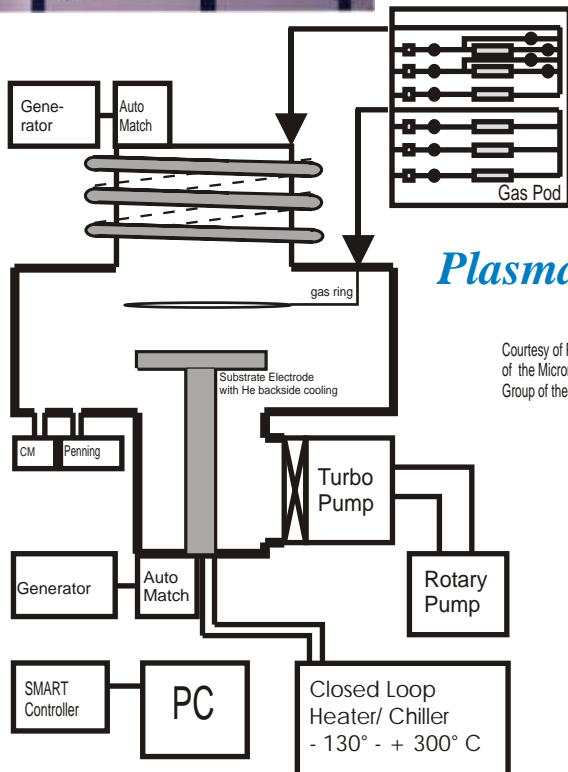 Gene-
rator
Auto
Match
Gas Pod
gas ring
Substrate Electrode
with He backside cooling
CM
Penning
Turbo
Pump
Generator
Auto
Match
Rotary
Pump
SMART
Controller
PC
Closed Loop
Heater/ Chiller
- 130° - + 300° C
Plasma
Courtesy of
of the
Group of the